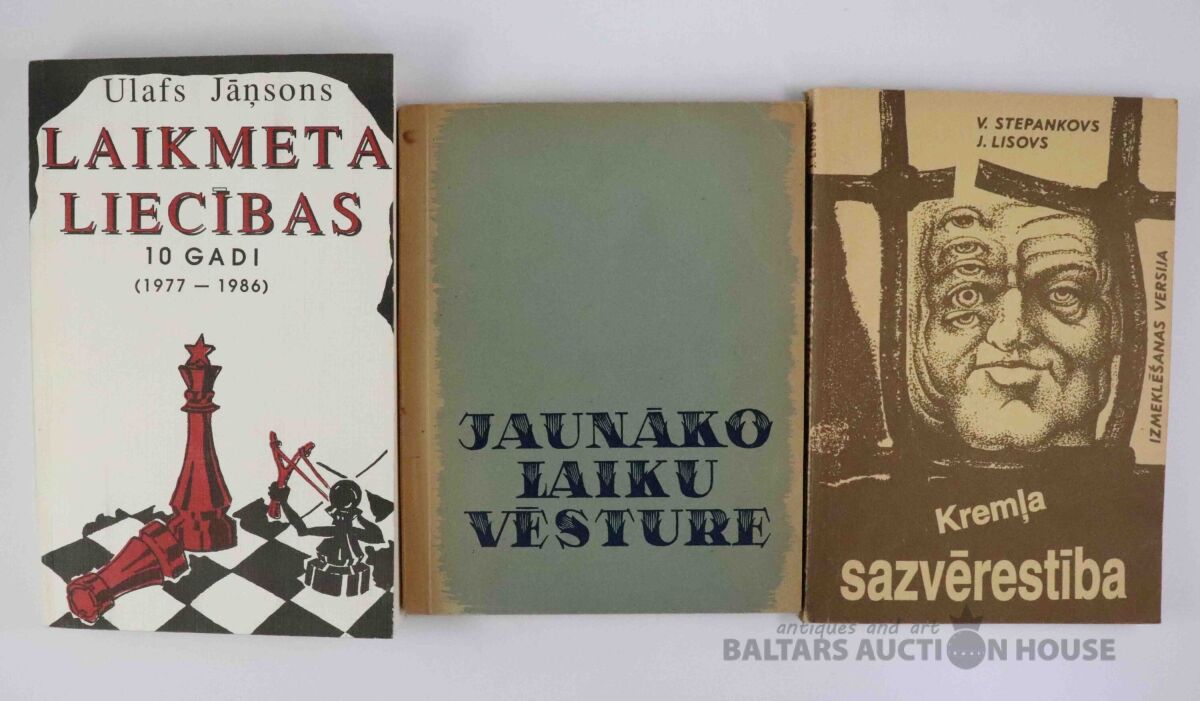 Ulafs Jāņsons
LAIKMETA
LIECĪBAS
10 GADI
(1977 — 1986)
JAUNĀKO
LAIKU
VĒSTURE
V. STEPANKOVS
J. LISOVS
IZMEKLĒŠANAS VERSIJA
Kremļa
sazvērestība
antiques and art
BALTARS AUCTION HOUSE